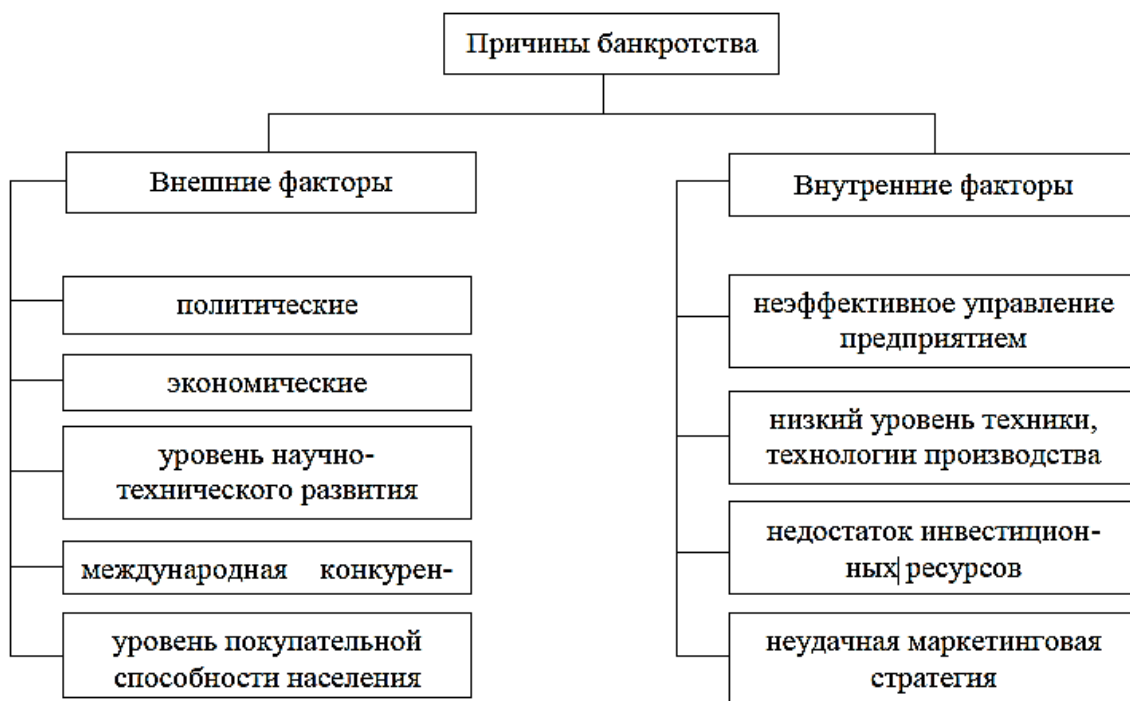 Причины банкротства
Внешние факторы
политические
экономические
уровень научно-
технического развития
международная конкурен-
уровень покупательной
способности населения
Внутренние факторы
неэффективное управление
предприятием
низкий уровень техники,
технологии производства
недостаток инвестицион-
ных ресурсов
неудачная маркетинговая
стратегия